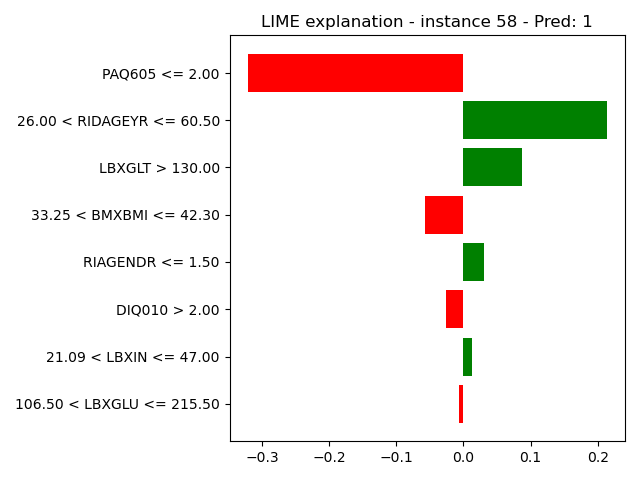 LIME explanation - instance 58 - Pred: 1
PAQ605 <= 2.00
26.00 < RIDAGEYR <= 60.50
LBXGLT > 130.00
33.25 < BMXBMI <= 42.30
RIAGENDR <= 1.50
DIQ010 > 2.00
21.09 < LBXIN <= 47.00
106.50 < LBXGLU <= 215.50
−0.3 −0.2 −0.1 0.0 0.1 0.2